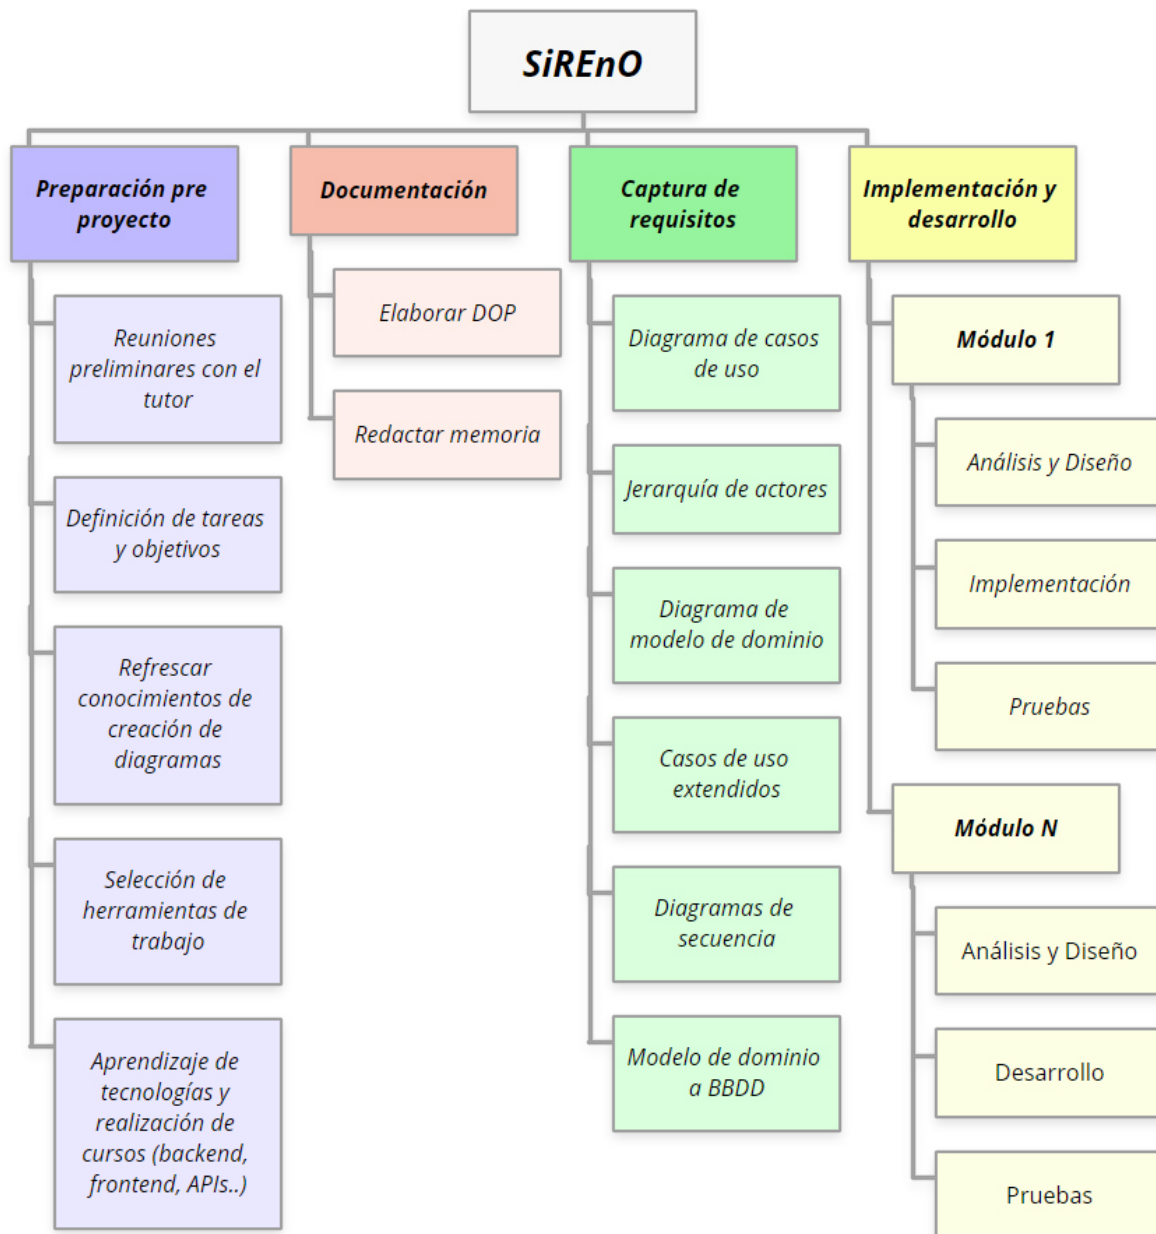 SiREnO
Preparación pre
proyecto
Reuniones
preliminares con el
tutor
Definición de tareas
y objetivos
Refrescar
conocimientos de
creación de
diagramas
Selección de
herramientas de
trabajo
Aprendizaje de
tecnologías y
realización de
cursos (backend,
frontend, APIs..)
Documentación
Elaborar DOP
Redactar memoria
Captura de
requisitos
Diagrama de casos
de uso
Jerarquía de actores
Diagrama de
modelo de dominio
Casos de uso
extendidos
Diagramas de
secuencia
Modelo de dominio
a BBDD
Implementación y
desarrollo
Módulo 1
Análisis y Diseño
Implementación
Pruebas
Módulo N
Análisis y Diseño
Desarrollo
Pruebas